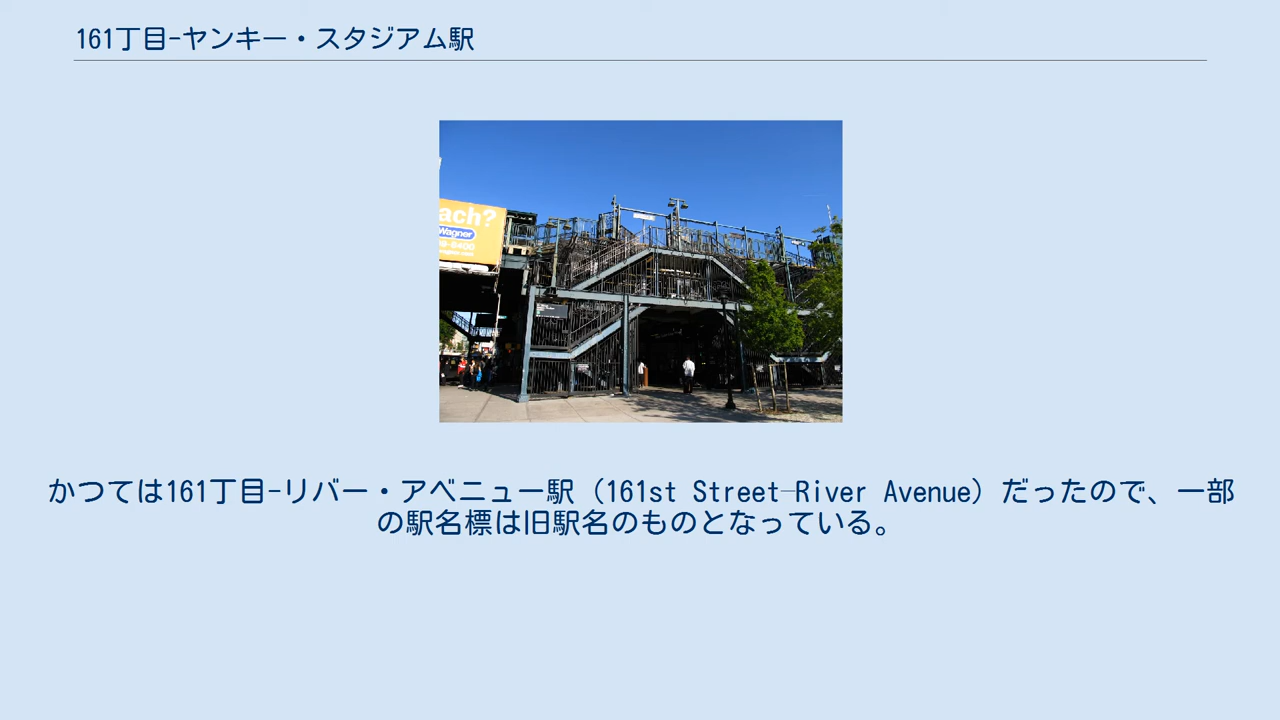 161丁目-ヤンキー・スタジアム駅
ach?
Wagner
かつては161丁目-リバー・アベニュー駅（161st Street–River Avenue）だったので、一部
の駅名標は旧駅名のものとなっている。